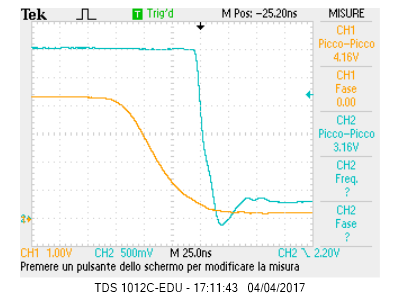 Tek T Trig'd M Pos: -25.20ns MISURE
CH1
Picco-Picco
4.16V
CH1
Fase
0.00
CH2
Picco-Picco
3.16V
CH2
Freq.
?
CH2
Fase
?
2
CH1 1.00V CH2 500mV M 25.0ns CH2 2.20V
Premere un pulsante dello schermo per modificare la misura
TDS 1012C-EDU - 17:11:43 04/04/2017